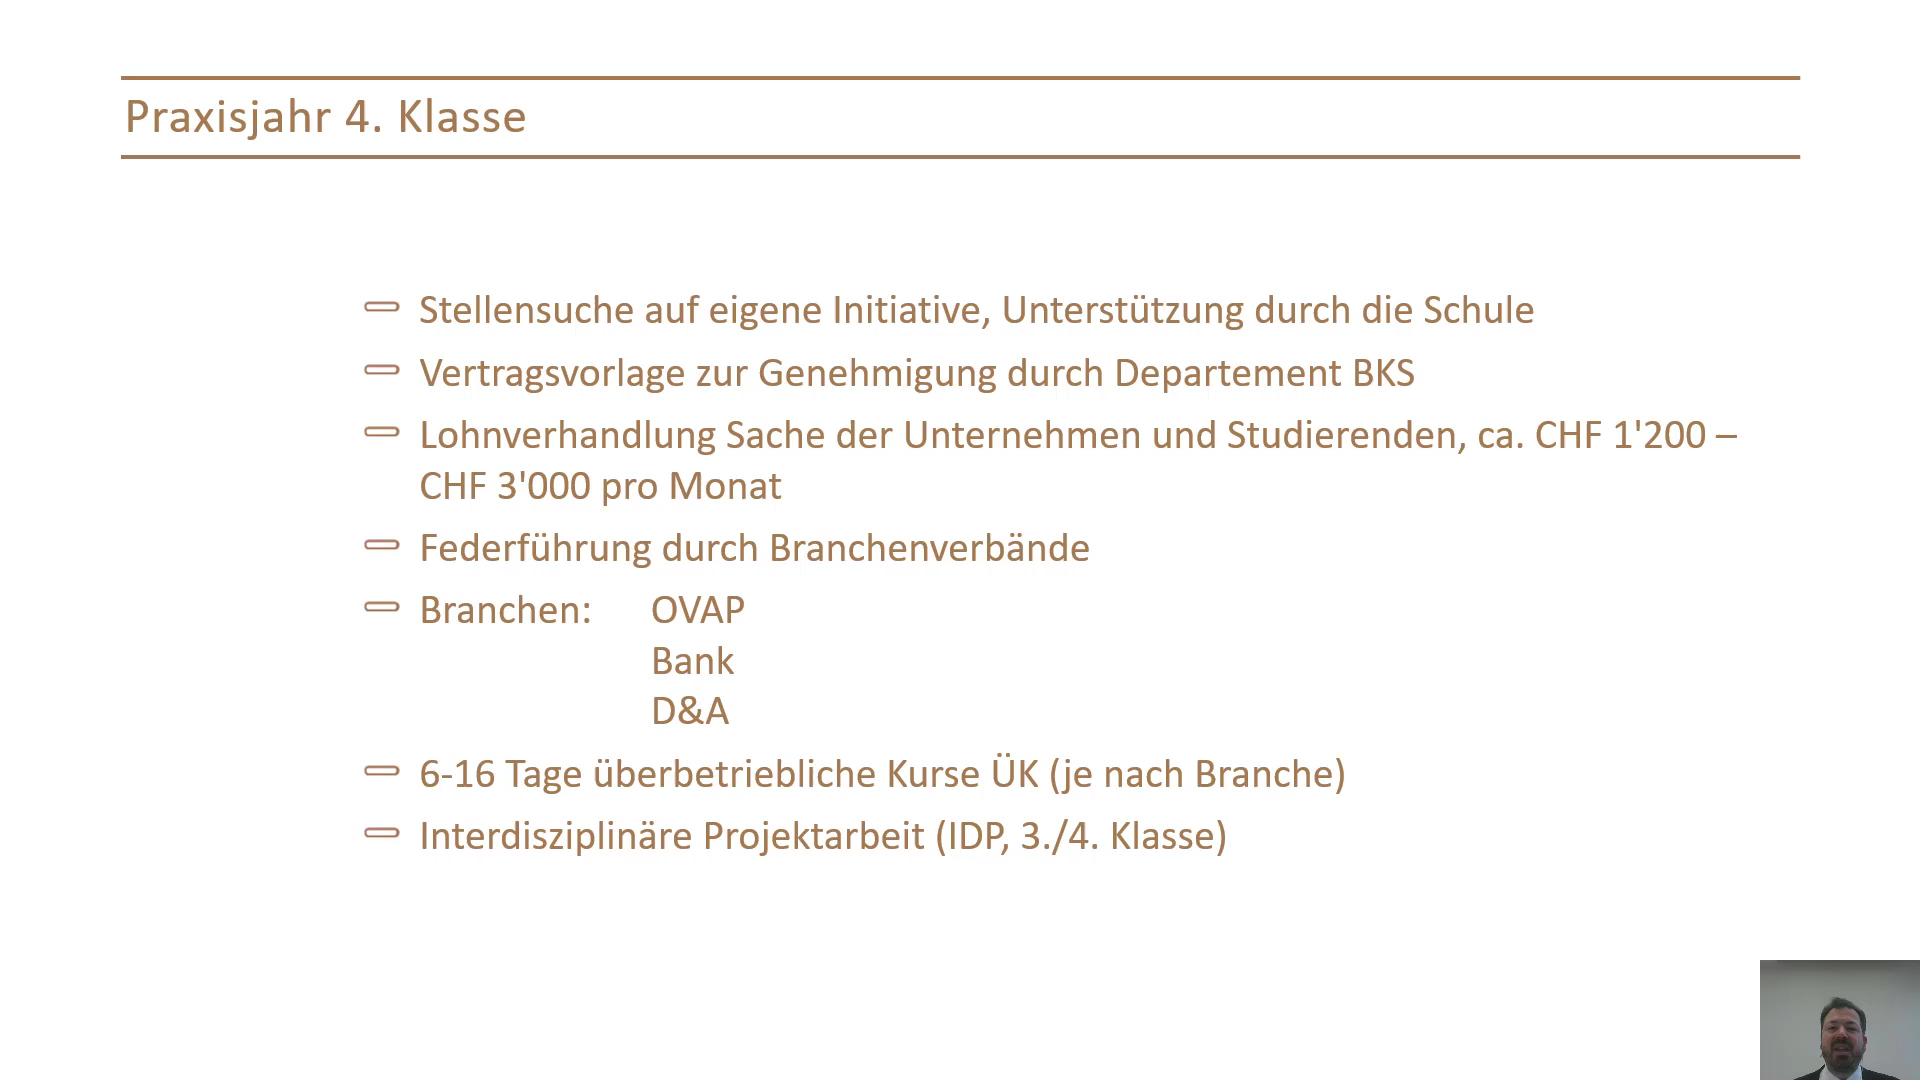 Praxisjahr 4. Klasse
Stellensuche auf eigene Initiative, Unterstützung durch die Schule
Vertragsvorlage zur Genehmigung durch Departement BKS
Lohnverhandlung Sache der Unternehmen und Studierenden, ca. CHF 1'200 –
CHF 3'000 pro Monat
Federführung durch Branchenverbände
Branchen: OVAP
Bank
D&A
6-16 Tage überbetriebliche Kurse ÜK (je nach Branche)
Interdisziplinäre Projektarbeit (IDP, 3./4. Klasse)